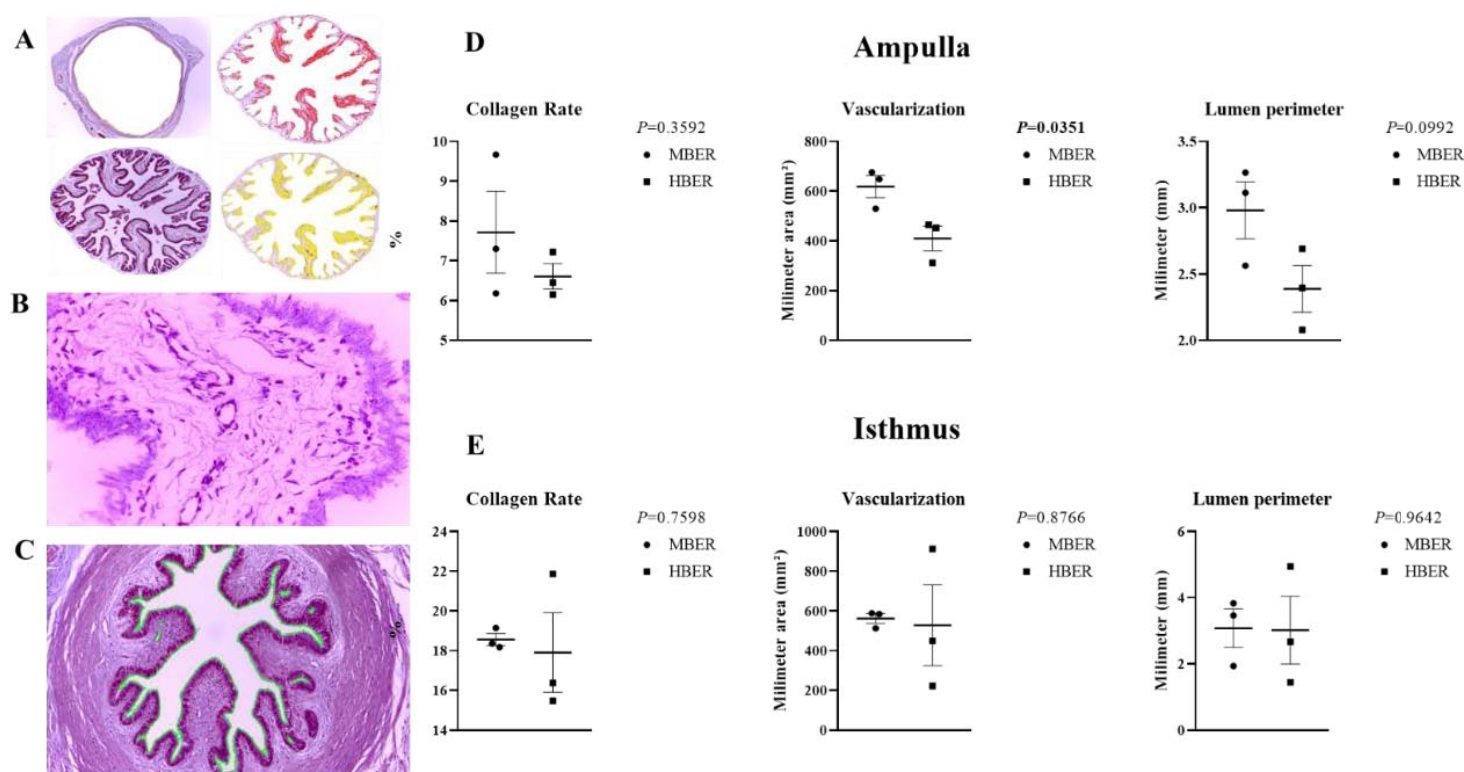 A
B
C
%
%
D
Ampulla
Collagen Rate
P=0.3592
MBER
HBER
10
9
8
7
6
5
Vascularization
P=0.0351
MBER
HBER
Milimeter area (mm²)
800
600
400
200
0
Lumen perimeter
P=0.0992
MBER
HBER
Milimeter (mm)
3.5
3.0
2.5
2.0
E
Isthmus
Collagen Rate
P=0.7598
MBER
HBER
24
22
20
18
16
14
Vascularization
P=0.8766
MBER
HBER
Milimeter area (mm²)
1000
800
600
400
200
0
Lumen perimeter
P=0.9642
MBER
HBER
Milimeter (mm)
6
4
2
0